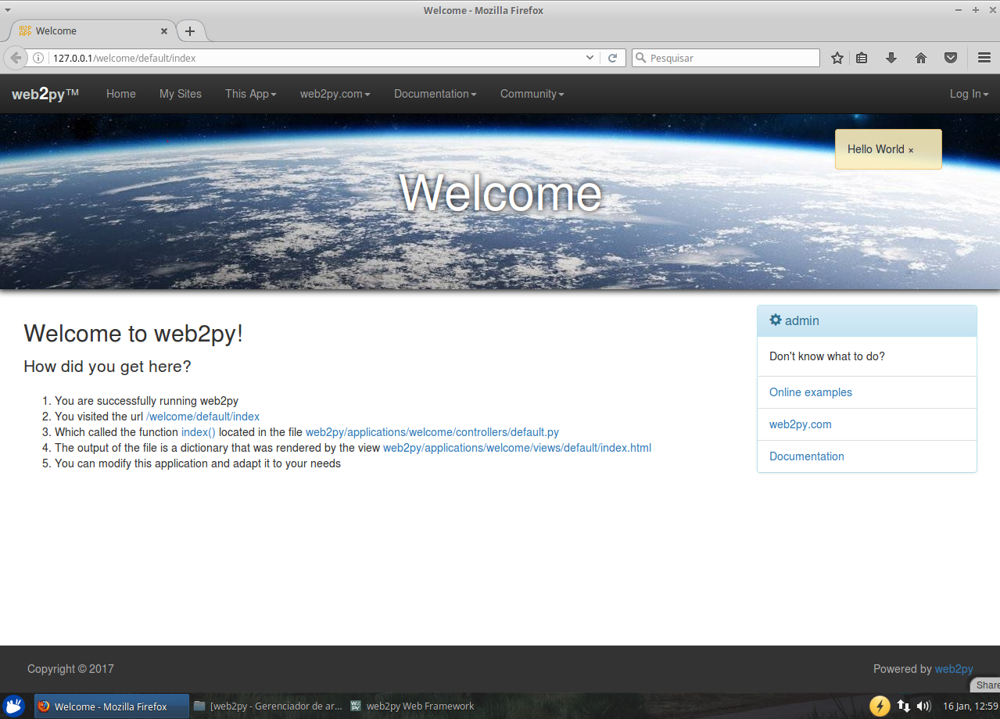 Welcome - Mozilla Firefox
Welcome
127.0.0.1/welcome/default/index
Pesquisar
web2py™ Home My Sites This App web2py.com Documentation Community Log In
Hello World ×
Welcome
Welcome to web2py!
How did you get here?
1. You are successfully running web2py
2. You visited the url /welcome/default/index
3. Which called the function index() located in the file web2py/applications/welcome/controllers/default.py
4. The output of the file is a dictionary that was rendered by the view web2py/applications/welcome/views/default/index.html
5. You can modify this application and adapt it to your needs
admin
Don't know what to do?
Online examples
web2py.com
Documentation
Copyright © 2017
Powered by web2py
Share
Welcome - Mozilla Firefox
[web2py - Gerenciador de ar...
web2py Web Framework
16 Jan, 12:59